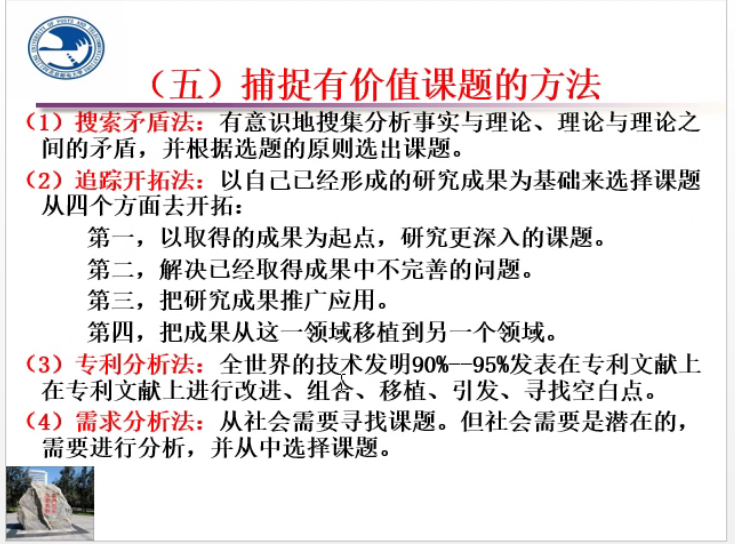 （五）捕捉有价值课题的方法
（1）搜索矛盾法：有意识地搜集分析事实与理论、理论与理论之
间的矛盾，并根据选题的原则选出课题。
（2）追踪开拓法：以自己已经形成的研究成果为基础来选择课题
从四个方面去开拓：
第一，以取得的成果为起点，研究更深入的课题。
第二，解决已经取得成果中不完善的问题。
第三，把研究成果推广应用。
第四，把成果从这一领域移植到另一个领域。
（3）专利分析法：全世界的技术发明90%--95%发表在专利文献上
在专利文献上进行改进、组合、移植、引发、寻找空白点。
（4）需求分析法：从社会需要寻找课题。但社会需要是潜在的，
需要进行分析，并从中选择课题。